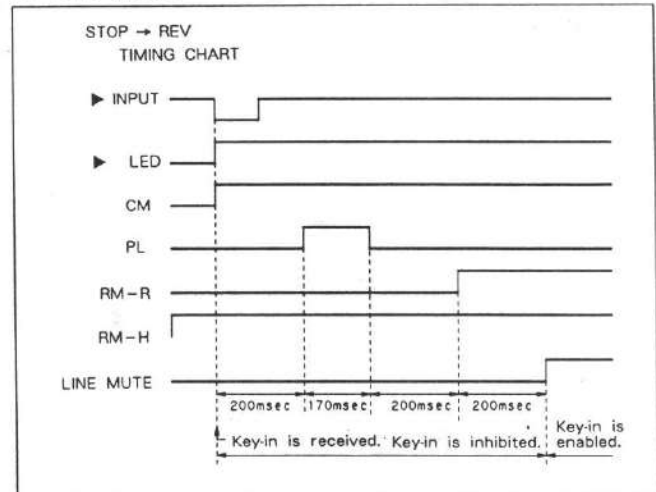 STOP → REV
TIMING CHART
▶ INPUT
▶ LED
CM
PL
RM-R
RM-H
LINE MUTE
200msec 170msec 200msec 200msec
Key-in is received. Key-in is inhibited. Key-in is
enabled.